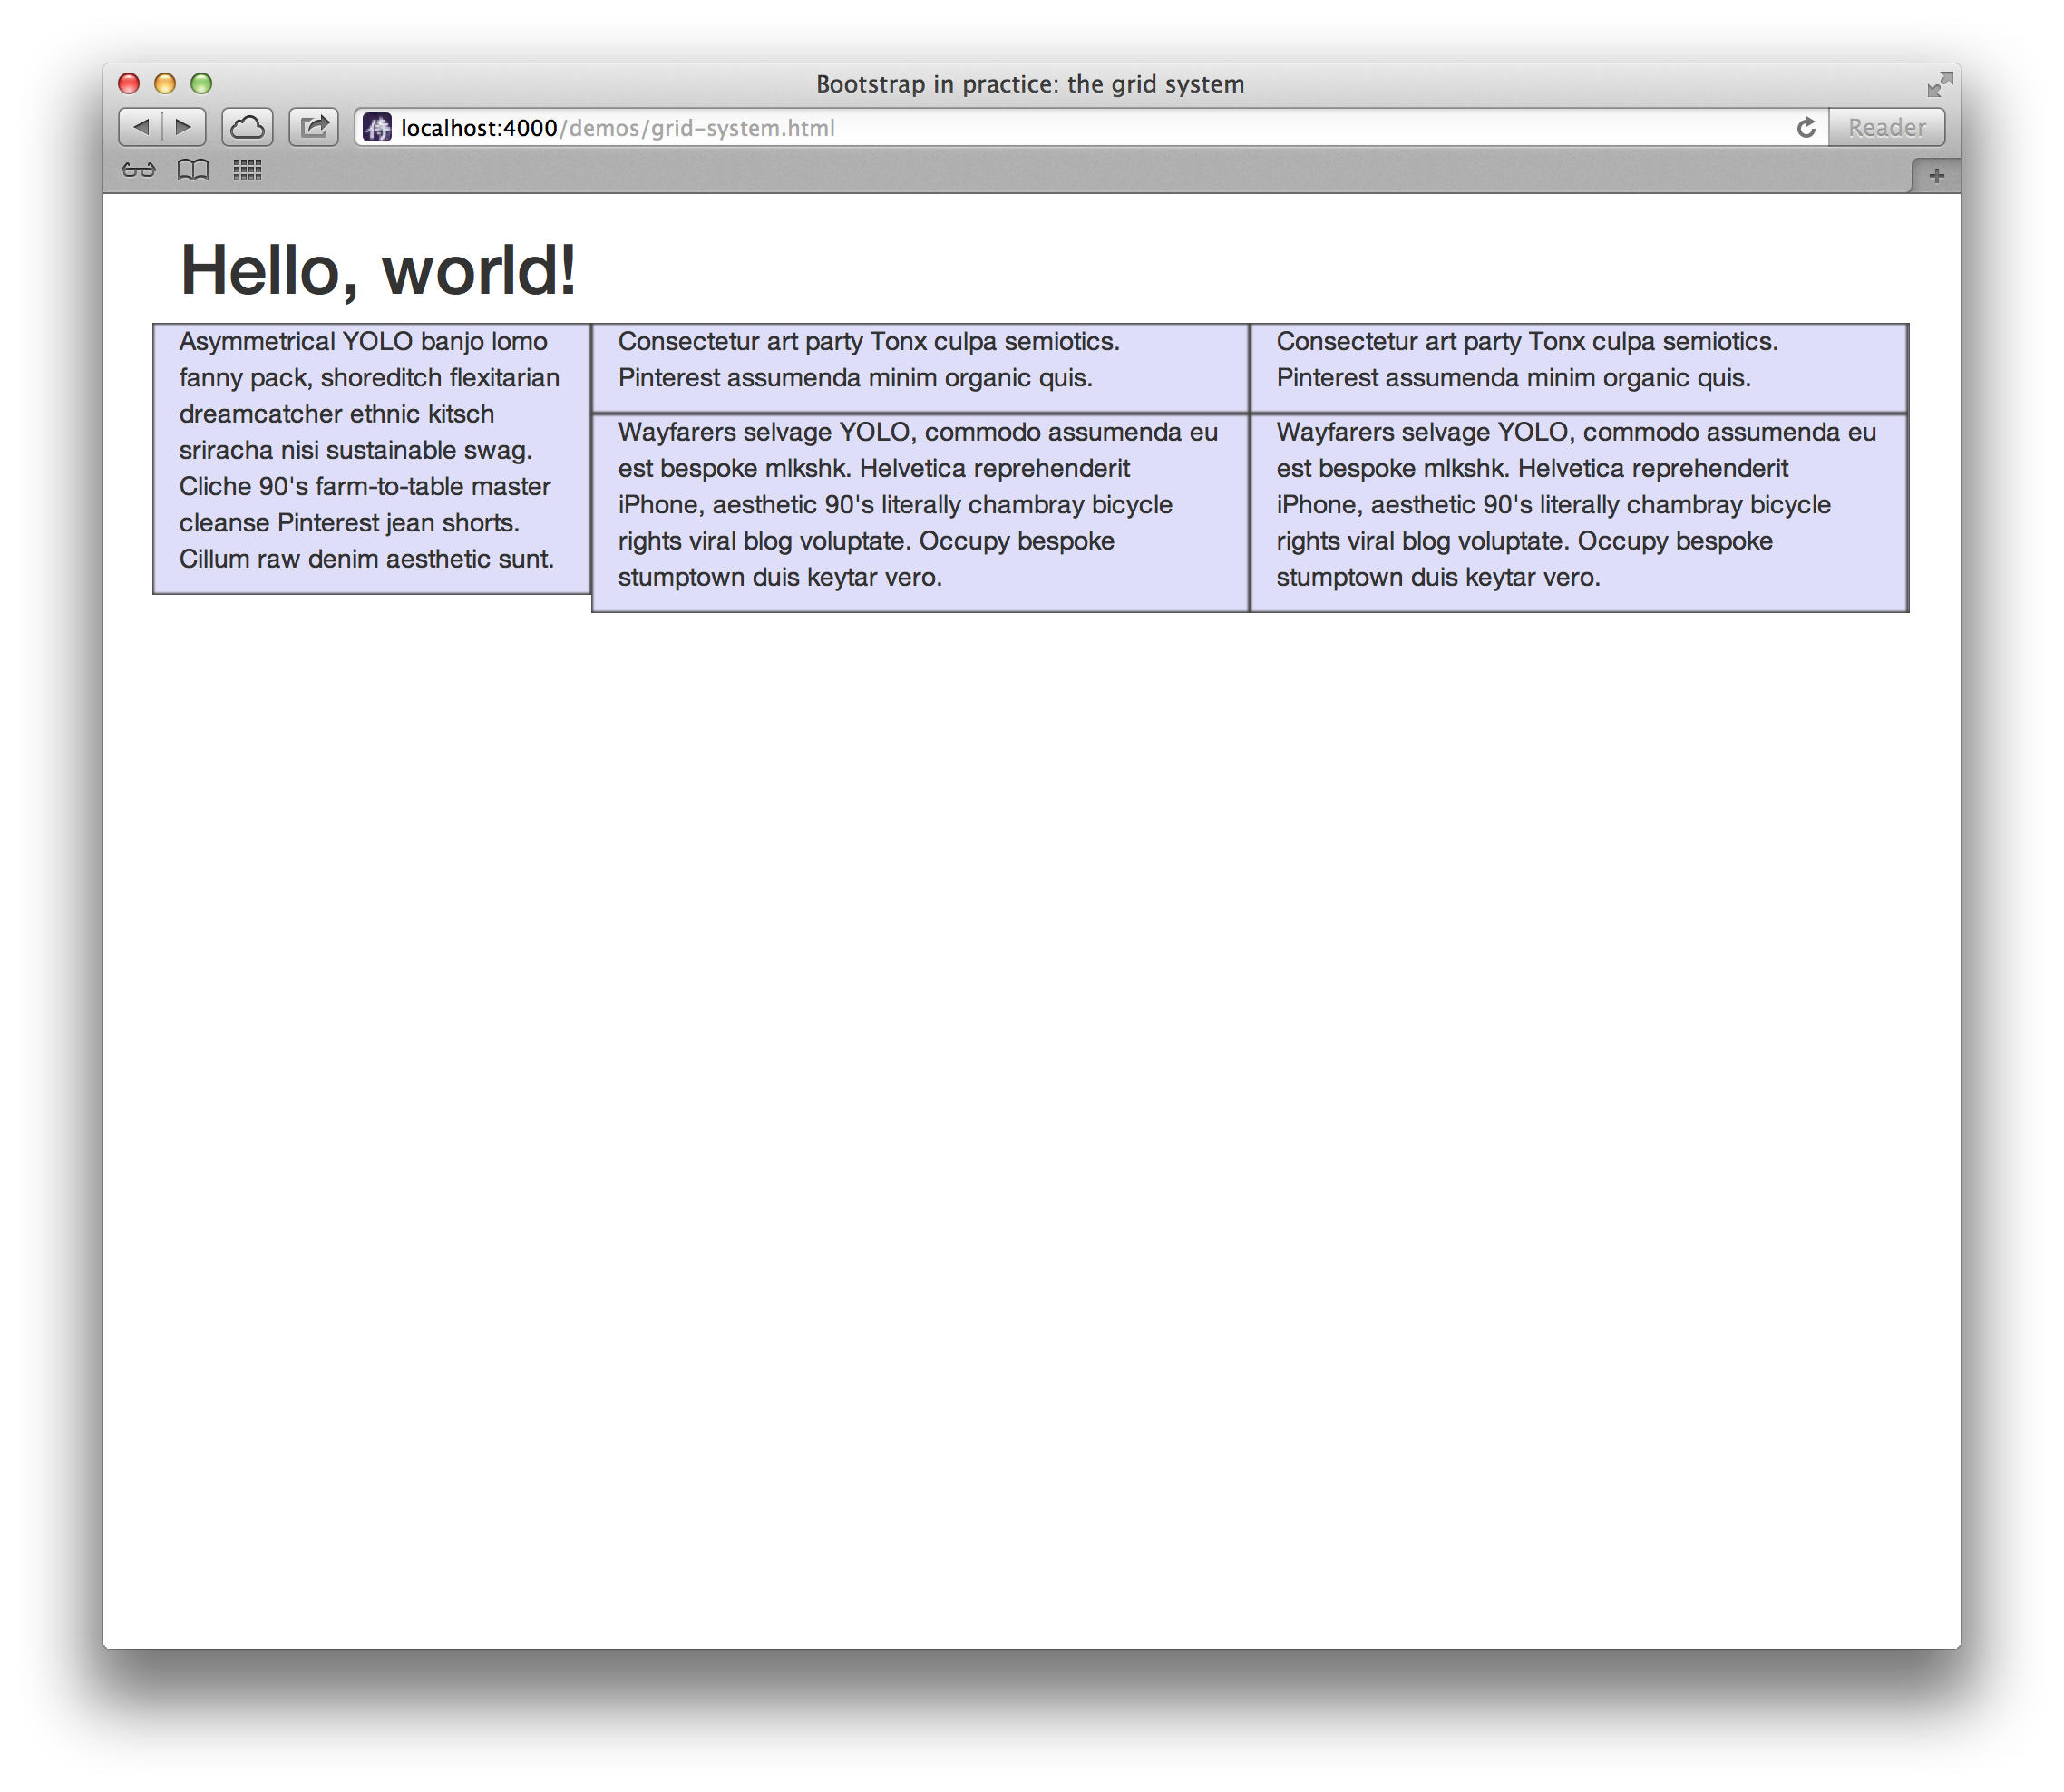 Bootstrap in practice: the grid system
侍 localhost:4000/demos/grid-system.html
Reader
Hello, world!
Asymmetrical YOLO banjo lomo
fanny pack, shoreditch flexitarian
dreamcatcher ethnic kitsch
sriracha nisi sustainable swag.
Cliche 90's farm-to-table master
cleanse Pinterest jean shorts.
Cillum raw denim aesthetic sunt.
Consectetur art party Tonx culpa semiotics.
Pinterest assumenda minim organic quis.
Wayfarers selvage YOLO, commodo assumenda eu
est bespoke mlkshk. Helvetica reprehenderit
iPhone, aesthetic 90's literally chambray bicycle
rights viral blog voluptate. Occupy bespoke
stumptown duis keytar vero.
Consectetur art party Tonx culpa semiotics.
Pinterest assumenda minim organic quis.
Wayfarers selvage YOLO, commodo assumenda eu
est bespoke mlkshk. Helvetica reprehenderit
iPhone, aesthetic 90's literally chambray bicycle
rights viral blog voluptate. Occupy bespoke
stumptown duis keytar vero.